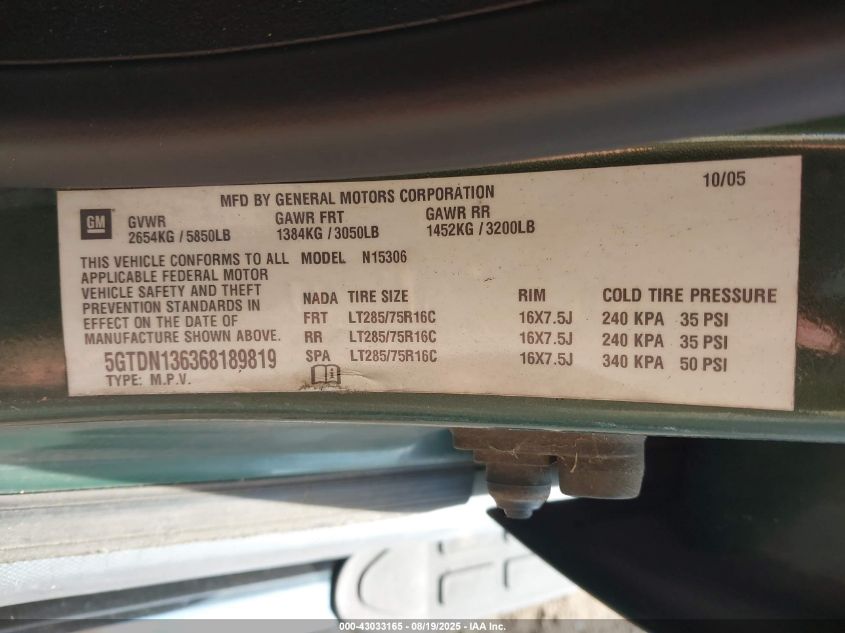 10/05
MFD BY GENERAL MOTORS CORPORATION
GM
GVWR GAWR FRT GAWR RR
2654KG / 5850LB 1384KG / 3050LB 1452KG / 3200LB
THIS VEHICLE CONFORMS TO ALL MODEL N15306
APPLICABLE FEDERAL MOTOR
VEHICLE SAFETY AND THEFT
PREVENTION STANDARDS IN
EFFECT ON THE DATE OF
MANUFACTURE SHOWN ABOVE.
5GTDN136368189819
TYPE: M.P.V.
NADA TIRE SIZE RIM COLD TIRE PRESSURE
FRT LT285/75R16C 16X7.5J 240 KPA 35 PSI
RR LT285/75R16C 16X7.5J 240 KPA 35 PSI
SPA LT285/75R16C 16X7.5J 340 KPA 50 PSI
000-43033165 - 08/19/2025 - IAA Inc.